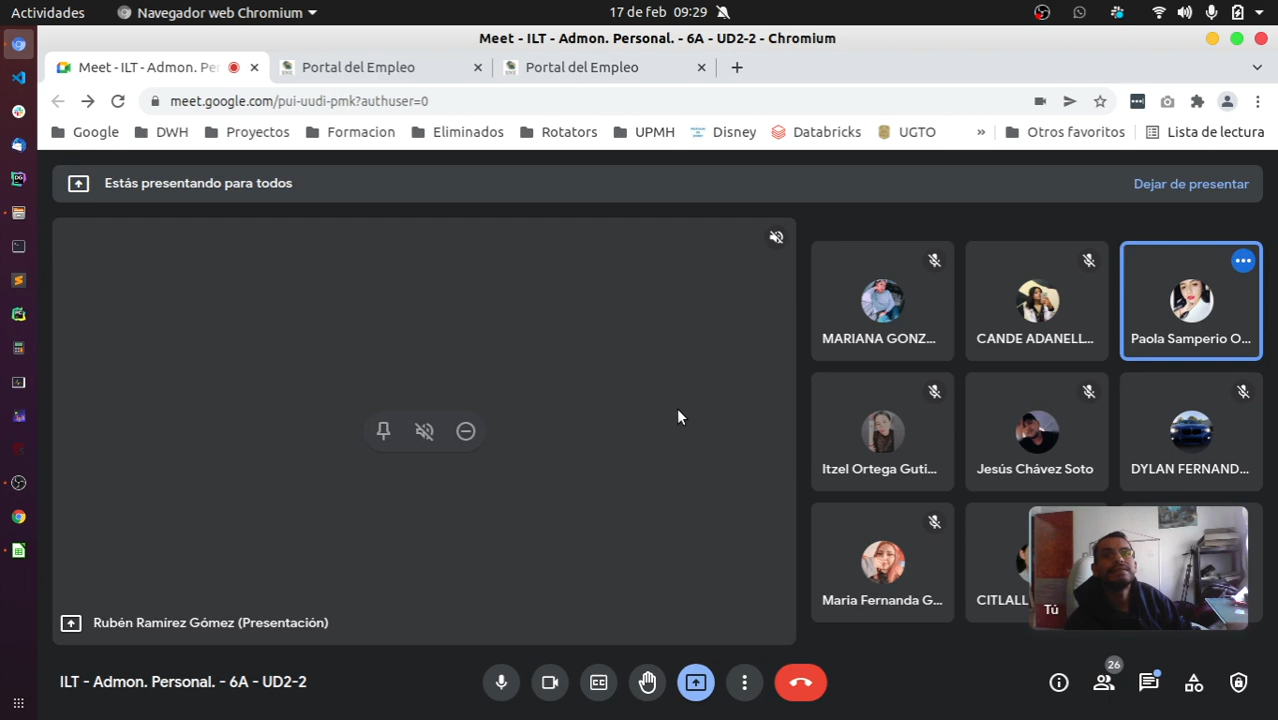 Actividades
Navegador web Chromium
17 de feb 09:29
Meet - ILT - Admon. Personal. - 6A - UD2-2 - Chromium
Meet - ILT - Admon. Per
Portal del Empleo
Portal del Empleo
meet.google.com/pui-uudi-pmk?authuser=0
Google
DWH
Proyectos
Formacion
Eliminados
Rotators
UPMH
Disney
Databricks
UGTO
»
Otros favoritos
Lista de lectura
Estás presentando para todos
Dejar de presentar
MARIANA GONZ...
CANDE ADANELL...
Paola Samperio O...
Itzel Ortega Guti...
Jesús Chávez Soto
DYLAN FERNAND...
Maria Fernanda G...
CITLALL
Tú
Rubén Ramírez Gómez (Presentación)
ILT - Admon. Personal. - 6A - UD2-2
26